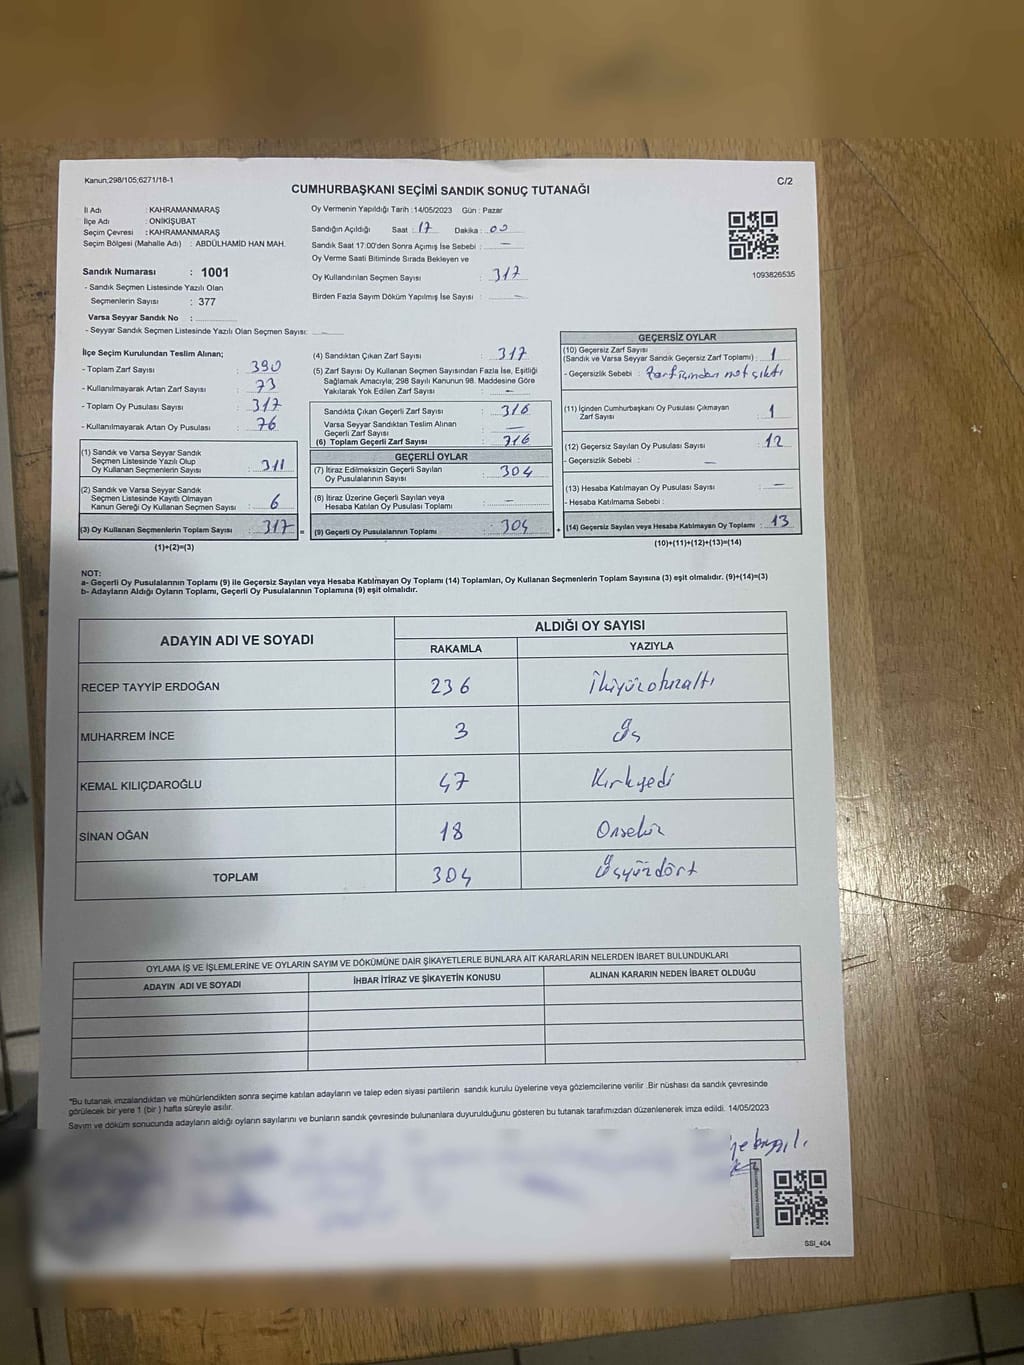 Kanun;298/105;6271/18-1
C/2
CUMHURBAŞKANI SEÇİMİ SANDIK SONUÇ TUTANAĞI
İl Adı : KAHRAMANMARAŞ
İlçe Adı : ONİKİŞUBAT
Seçim Çevresi : KAHRAMANMARAŞ
Seçim Bölgesi (Mahalle Adı) : ABDÜLHAMİD HAN MAH.
Sandık Numarası : 1001
- Sandık Seçmen Listesinde Yazılı Olan
Seçmenlerin Sayısı : 377
Varsa Seyyar Sandık No :
- Seyyar Sandık Seçmen Listesinde Yazılı Olan Seçmen Sayısı: —
Oy Vermenin Yapıldığı Tarih :14/05/2023 Gün : Pazar
Sandığın Açıldığı Saat : 17 Dakika : 00
Sandık Saat 17:00'den Sonra Açımış İse Sebebi : —
Oy Verme Saati Bitiminde Sırada Bekleyen ve
Oy Kullandırılan Seçmen Sayısı : 317
Birden Fazla Sayım Döküm Yapılmış İse Sayısı : —
1093826535
İlçe Seçim Kurulundan Teslim Alınan;
- Toplam Zarf Sayısı : 390
- Kullanılmayarak Artan Zarf Sayısı : 73
- Toplam Oy Pusulası Sayısı : 317
- Kullanılmayarak Artan Oy Pusulası : 76
(1) Sandık ve Varsa Seyyar Sandık
Seçmen Listesinde Yazılı Olup
Oy Kullanan Seçmenlerin Sayısı : 311
(2) Sandık ve Varsa Seyyar Sandık
Seçmen Listesinde Kayıtlı Olmayan
Kanun Gereği Oy Kullanan Seçmen Sayısı : 6
(3) Oy Kullanan Seçmenlerin Toplam Sayısı : 317 =
(1)+(2)=(3)
(4) Sandıktan Çıkan Zarf Sayısı : 317
(5) Zarf Sayısı Oy Kullanan Seçmen Sayısından Fazla İse, Eşitliği
Sağlamak Amacıyla; 298 Sayılı Kanunun 98. Maddesine Göre
Yakılarak Yok Edilen Zarf Sayısı : —
Sandıkta Çıkan Geçerli Zarf Sayısı : 316
Varsa Seyyar Sandıktan Teslim Alınan
Geçerli Zarf Sayısı : —
(6) Toplam Geçerli Zarf Sayısı : 316
GEÇERLİ OYLAR
(7) İtiraz Edilmeksizin Geçerli Sayılan
Oy Pusulalarının Sayısı : 304
(8) İtiraz Üzerine Geçerli Sayılan veya
Hesaba Katılan Oy Pusulası Toplamı : —
(9) Geçerli Oy Pusulalarının Toplamı : 304 +
GEÇERSİZ OYLAR
(10) Geçersiz Zarf Sayısı
(Sandık ve Varsa Seyyar Sandık Geçersiz Zarf Toplamı) : 1
- Geçersizlik Sebebi : Zarf içinden not çıktı
(11) İçinden Cumhurbaşkanı Oy Pusulası Çıkmayan
Zarf Sayısı : 1
(12) Geçersiz Sayılan Oy Pusulası Sayısı : 12
- Geçersizlik Sebebi : —
(13) Hesaba Katılmayan Oy Pusulası Sayısı : —
- Hesaba Katılmama Sebebi :
(14) Geçersiz Sayılan veya Hesaba Katılmayan Oy Toplamı : 13
(10)+(11)+(12)+(13)=(14)
NOT:
a- Geçerli Oy Pusulalarının Toplamı (9) ile Geçersiz Sayılan veya Hesaba Katılmayan Oy Toplamı (14) Toplamları, Oy Kullanan Seçmenlerin Toplam Sayısına (3) eşit olmalıdır. (9)+(14)=(3)
b- Adayların Aldığı Oyların Toplamı, Geçerli Oy Pusulalarının Toplamına (9) eşit olmalıdır.
ADAYIN ADI VE SOYADI
ALDIĞI OY SAYISI
RAKAMLA YAZIYLA
RECEP TAYYİP ERDOĞAN 236 İkiyüzotuzaltı
MUHARREM İNCE 3 Üç
KEMAL KILIÇDAROĞLU 47 Kırkyedi
SİNAN OĞAN 18 Onsekiz
TOPLAM 304 Üçyüzdört
OYLAMA İŞ VE İŞLEMLERİNE VE OYLARIN SAYIM VE DÖKÜMÜNE DAİR ŞİKAYETLERLE BUNLARA AİT KARARLARIN NELERDEN İBARET BULUNDUKLARI
ADAYIN ADI VE SOYADI İHBAR İTİRAZ VE ŞİKAYETİN KONUSU ALINAN KARARIN NEDEN İBARET OLDUĞU
*Bu tutanak imzalandıktan ve mühürlendikten sonra seçime katılan adayların ve talep eden siyasi partilerin sandık kurulu üyelerine veya gözlemcilerine verilir .Bir nüshası da sandık çevresinde
görülecek bir yere 1 (bir ) hafta süreyle asılır.
Sayım ve döküm sonucunda adayların aldığı oyların sayılarını ve bunların sandık çevresinde bulunanlara duyurulduğunu gösteren bu tutanak tarafımızdan düzenlenerek imza edildi. 14/05/2023
SSİ_404